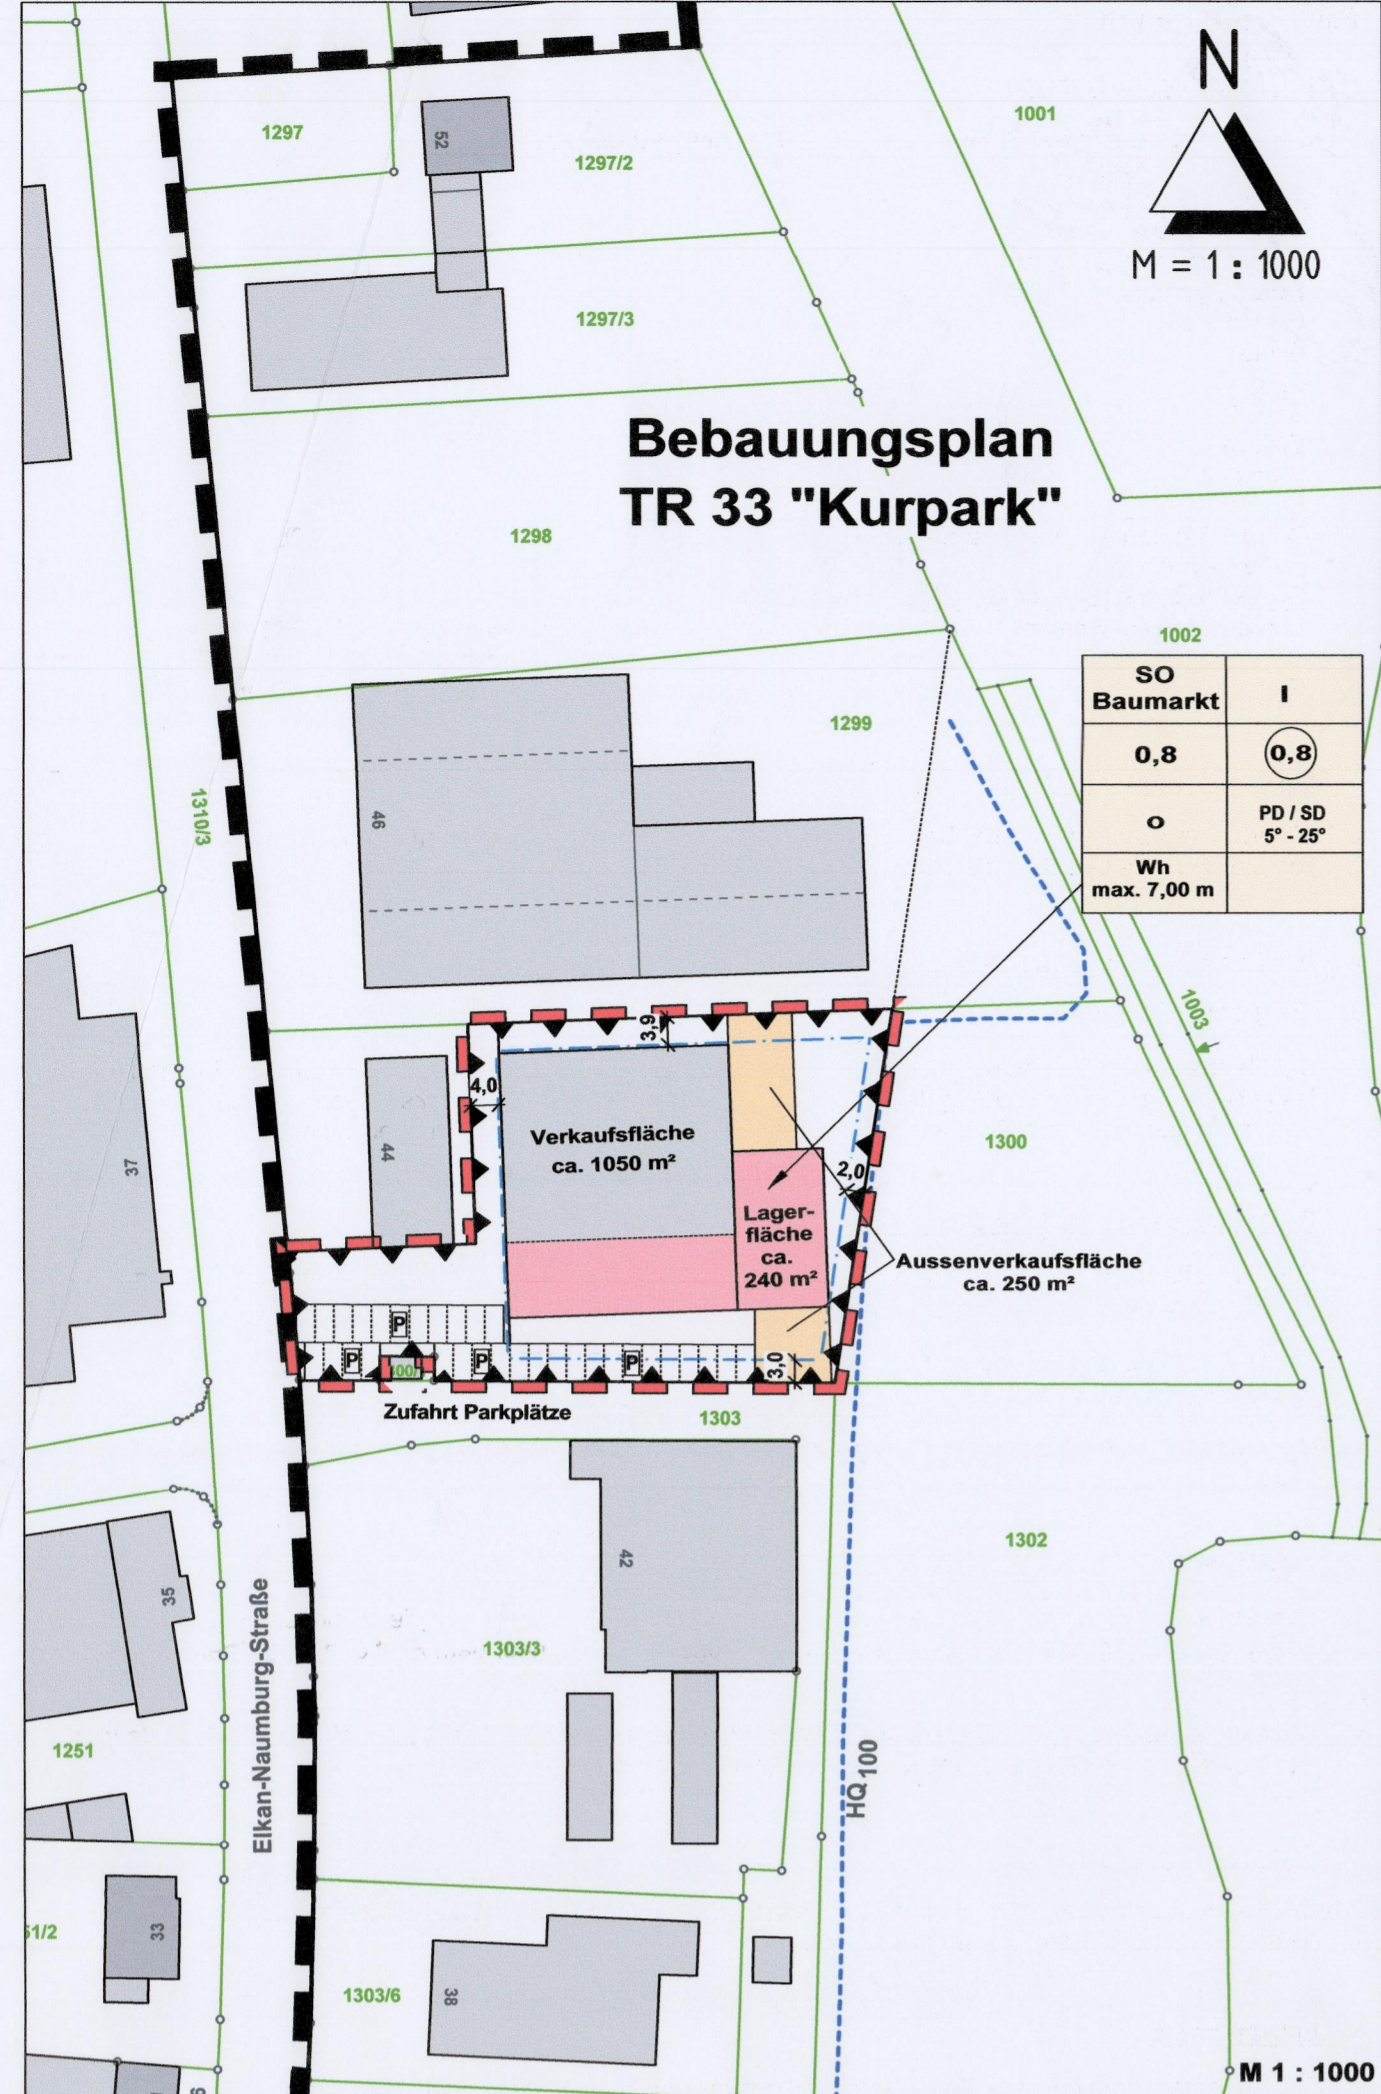 N
M = 1 : 1000
1297
52
1297/2
1001
1297/3
Bebauungsplan
TR 33 "Kurpark"
1298
1002
SO
Baumarkt
I
0,8
0,8
o
PD / SD
5° - 25°
Wh
max. 7,00 m
1299
1310/3
46
1003
3,9
4,0
44
37
Verkaufsfläche
ca. 1050 m²
1300
2,0
Lager-
fläche
ca.
240 m²
Aussenverkaufsfläche
ca. 250 m²
P
P
P
P
3,0
Zufahrt Parkplätze
1303
42
1302
35
Elkan-Naumburg-Straße
1303/3
1251
HQ100
33
51/2
1303/6
38
M 1 : 1000